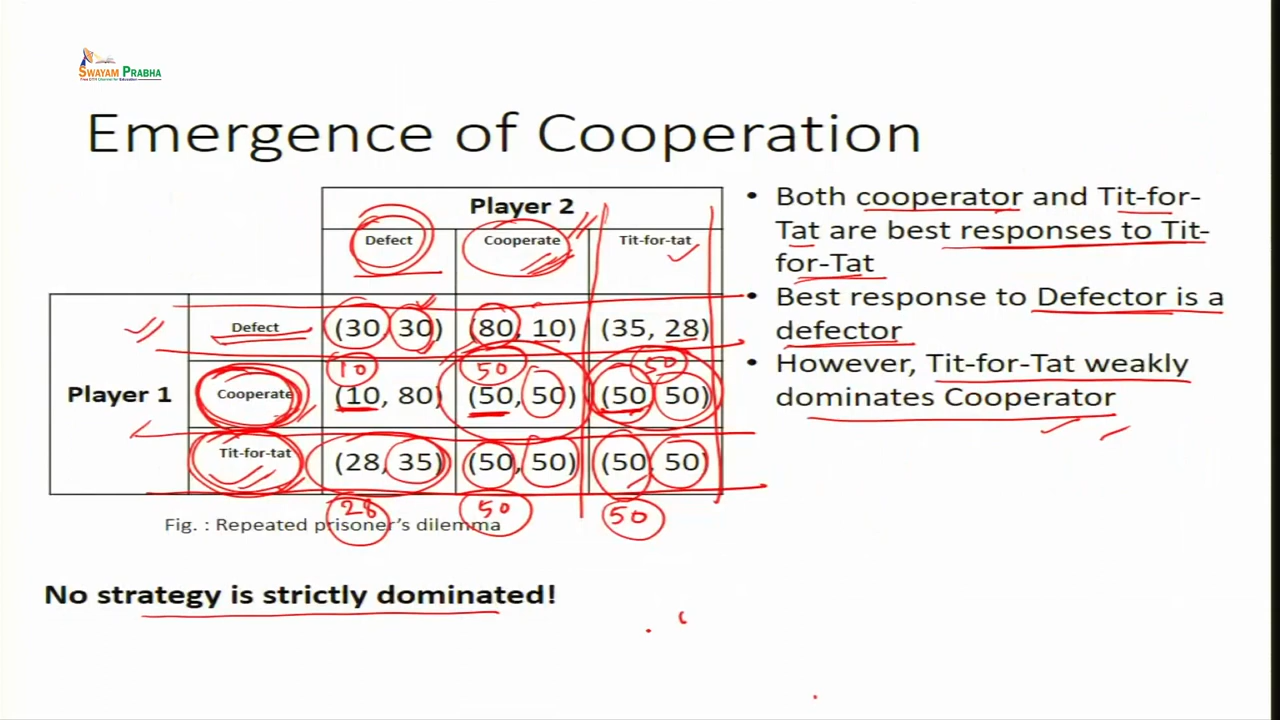 SWAYAM PRABHA
Emergence of Cooperation
Player 2
Defect Cooperate Tit-for-tat
Defect (30, 30) (80, 10) (35, 28)
10 50 50
Player 1 Cooperate (10, 80) (50, 50) (50, 50)
Tit-for-tat (28, 35) (50, 50) (50, 50)
28 50 50
Fig. : Repeated prisoner's dilemma
No strategy is strictly dominated!
• Both cooperator and Tit-for-
Tat are best responses to Tit-
for-Tat
• Best response to Defector is a
defector
• However, Tit-for-Tat weakly
dominates Cooperator